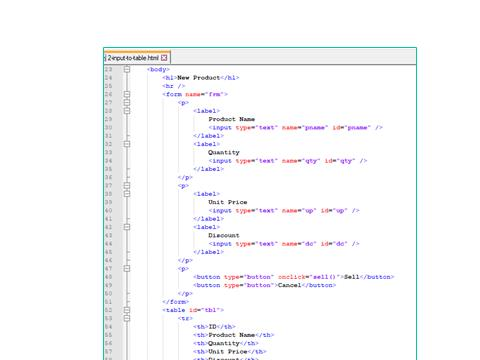 2-input-to-table.html
23 <body>
24 <h1>New Product</h1>
25 <hr />
26 <form name="frm">
27 <p>
28 <label>
29 Product Name
30 <input type="text" name="pname" id="pname" />
31 </label>
32 <label>
33 Quantity
34 <input type="text" name="qty" id="qty" />
35 </label>
36 </p>
37 <p>
38 <label>
39 Unit Price
40 <input type="text" name="up" id="up" />
41 </label>
42 <label>
43 Discount
44 <input type="text" name="dc" id="dc" />
45 </label>
46 </p>
47 <p>
48 <button type="button" onclick="sell()">Sell</button>
49 <button type="button">Cancel</button>
50 </p>
51 </form>
52 <table id="tbl">
53 <tr>
54 <th>ID</th>
55 <th>Product Name</th>
56 <th>Quantity</th>
57 <th>Unit Price</th>
58 <th>Discount</th>